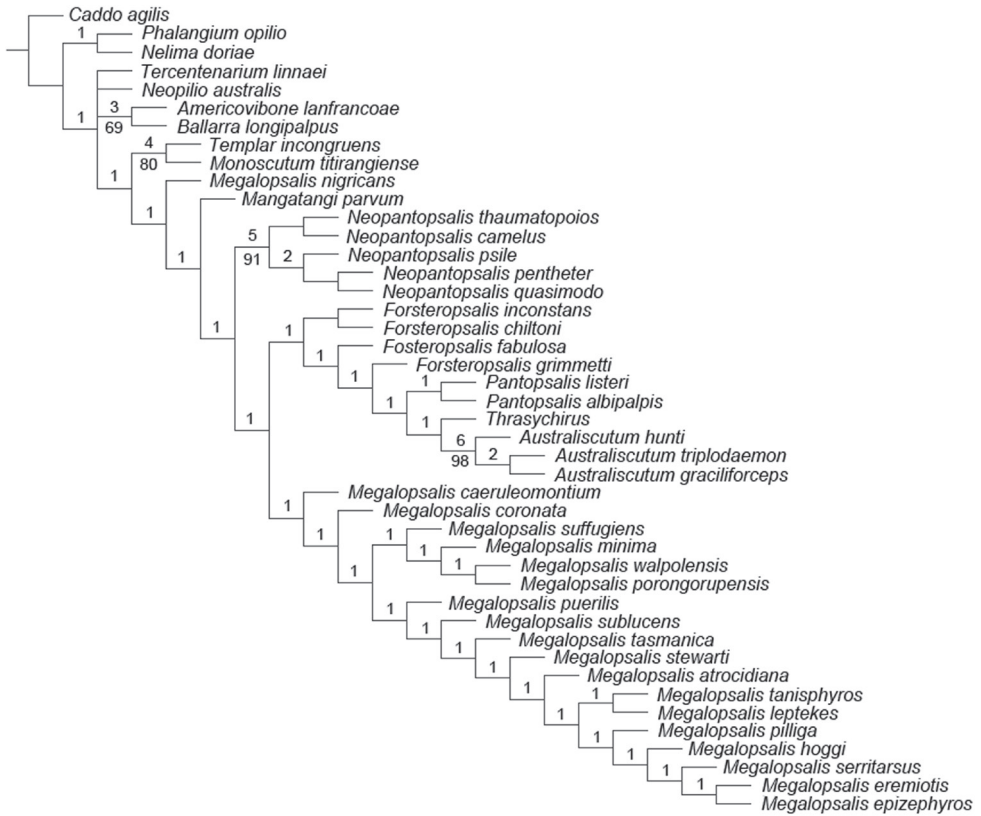 Caddo agilis
1 Phalangium opilio
Nelima doriae
Tercentenarium linnaei
Neopilio australis
1 3 Americovibone lanfrancoae
69 Ballarra longipalpus
4 Templar incongruens
80 Monoscutum titirangiense
1 Megalopsalis nigricans
Mangatangi parvum
1 Neopantopsalis thaumatopoios
5 Neopantopsalis camelus
1 91 2 Neopantopsalis psile
Neopantopsalis pentheter
Neopantopsalis quasimodo
Forsteropsalis inconstans
1 1 Forsteropsalis chiltoni
1 Fosteropsalis fabulosa
1 Forsteropsalis grimmetti
1 Pantopsalis listeri
1 Pantopsalis albipalpis
1 1 Thrasychirus
6 Australiscutum hunti
98 2 Australiscutum triplodaemon
Australiscutum graciliforceps
Megalopsalis caeruleomontium
1 Megalopsalis coronata
1 1 Megalopsalis suffugiens
1 Megalopsalis minima
1 1 Megalopsalis walpolensis
Megalopsalis porongorupensis
1 Megalopsalis puerilis
1 Megalopsalis sublucens
1 Megalopsalis tasmanica
1 Megalopsalis stewarti
1 Megalopsalis atrocidiana
1 Megalopsalis tanisphyros
1 Megalopsalis leptekes
1 Megalopsalis pilliga
1 Megalopsalis hoggi
1 Megalopsalis serritarsus
1 Megalopsalis eremiotis
Megalopsalis epizephyros